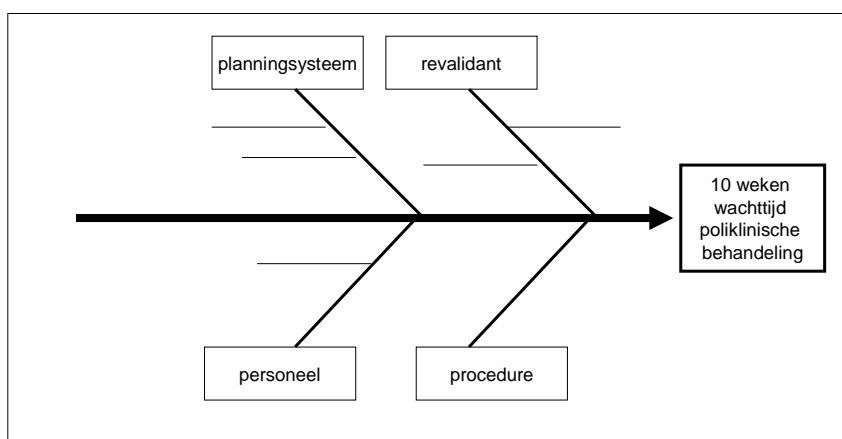 planningsysteem
revalidant
10 weken
wachttijd
poliklinische
behandeling
personeel
procedure